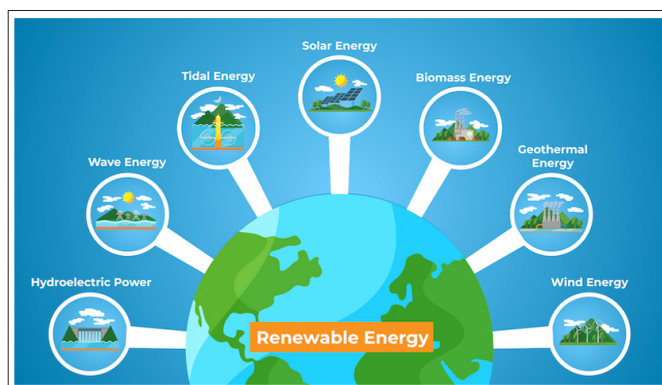 Solar Energy
Tidal Energy
Biomass Energy
Wave Energy
Geothermal
Energy
Hydroelectric Power
Wind Energy
Renewable Energy